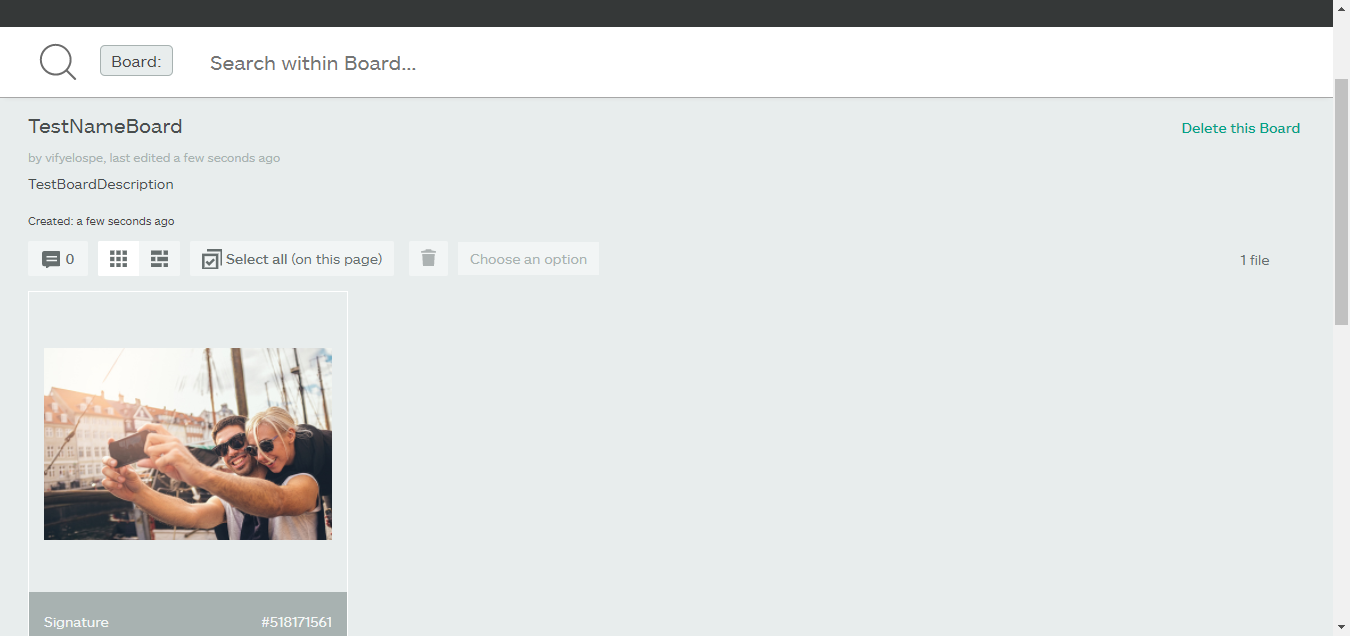 Board: Search within Board...
TestNameBoard Delete this Board
by vifyelospe, last edited a few seconds ago
TestBoardDescription
Created: a few seconds ago
0 Select all (on this page) Choose an option 1 file
Signature #518171561